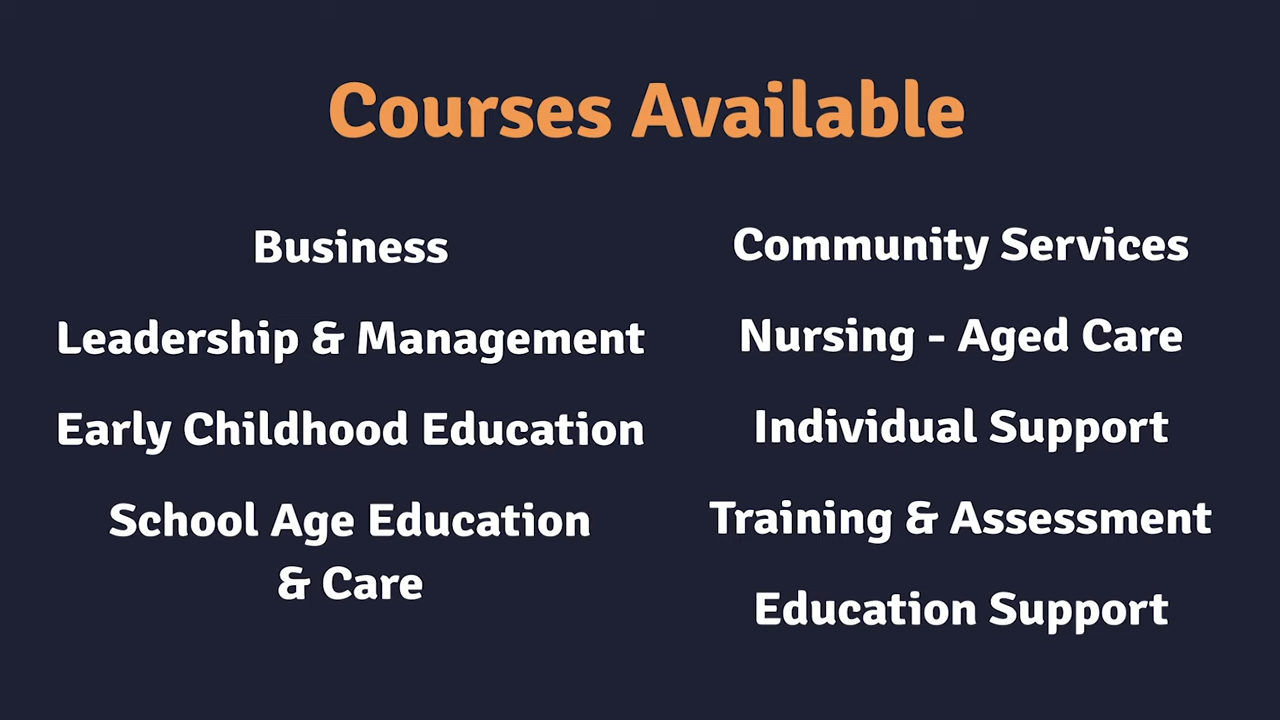 Courses Available
Business
Leadership & Management
Early Childhood Education
School Age Education
& Care
Community Services
Nursing - Aged Care
Individual Support
Training & Assessment
Education Support